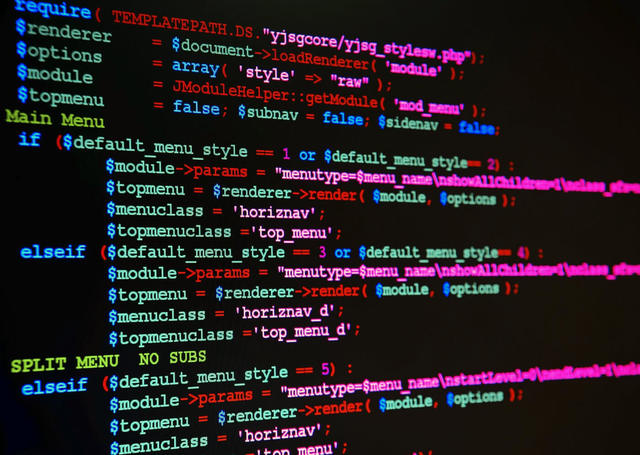 require( TEMPLATEPATH.DS."yjsgcore/yjsg_stylesw.php");
$renderer = $document->loadRenderer( 'module' );
$options = array( 'style' => "raw" );
$module = JModuleHelper::getModule( 'mod_menu' );
$topmenu = false; $subnav = false; $sidenav = false;
Main Menu
if ($default_menu_style == 1 or $default_menu_style== 2) :
$module->params = "menutype=$menu_name\nshowAllChildren=1\nclass_sfx=
$topmenu = $renderer->render( $module, $options );
$menuclass = 'horiznav';
$topmenuclass ='top_menu';
elseif ($default_menu_style == 3 or $default_menu_style== 4) :
$module->params = "menutype=$menu_name\nshowAllChildren=1\nclass_sfx=
$topmenu = $renderer->render( $module, $options );
$menuclass = 'horiznav_d';
$topmenuclass ='top_menu_d';
SPLIT MENU NO SUBS
elseif ($default_menu_style == 5) :
$module->params = "menutype=$menu_name\nstartLevel=0\nendLevel=1\n
$topmenu = $renderer->render( $module, $options );
$menuclass = 'horiznav';
'top_menu';